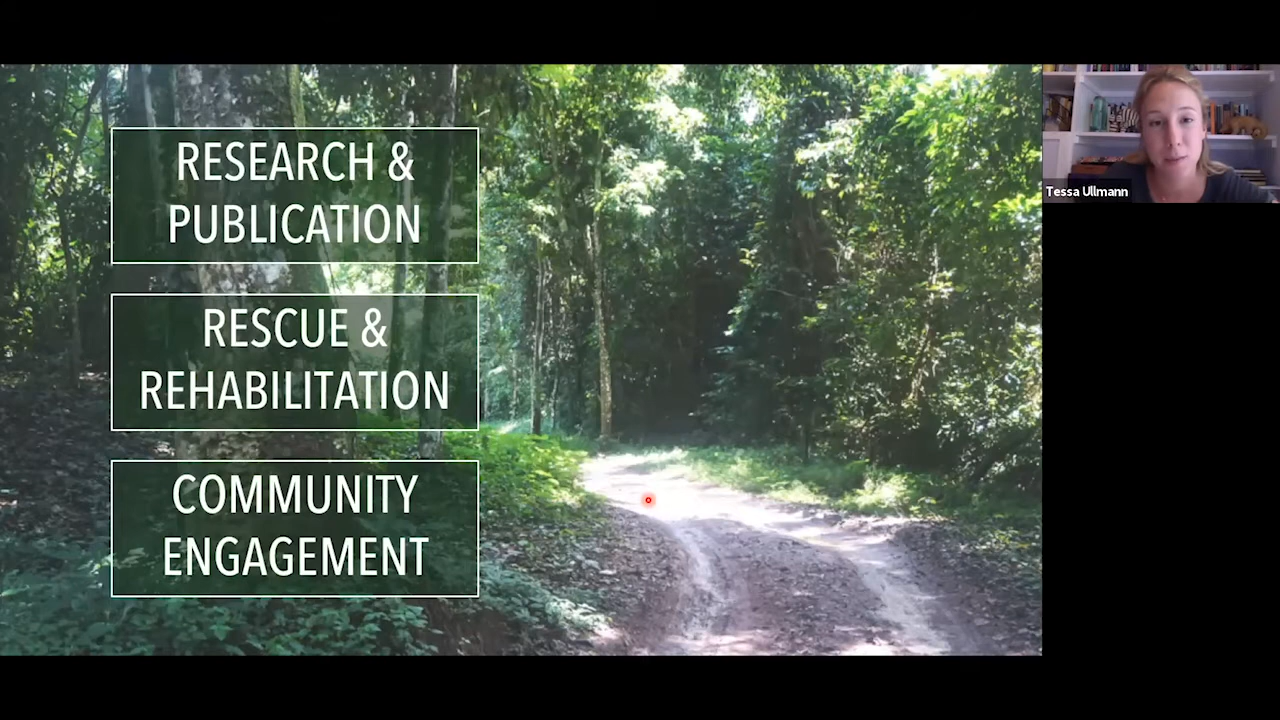 RESEARCH &
PUBLICATION
RESCUE &
REHABILITATION
COMMUNITY
ENGAGEMENT
Tessa Ullmann